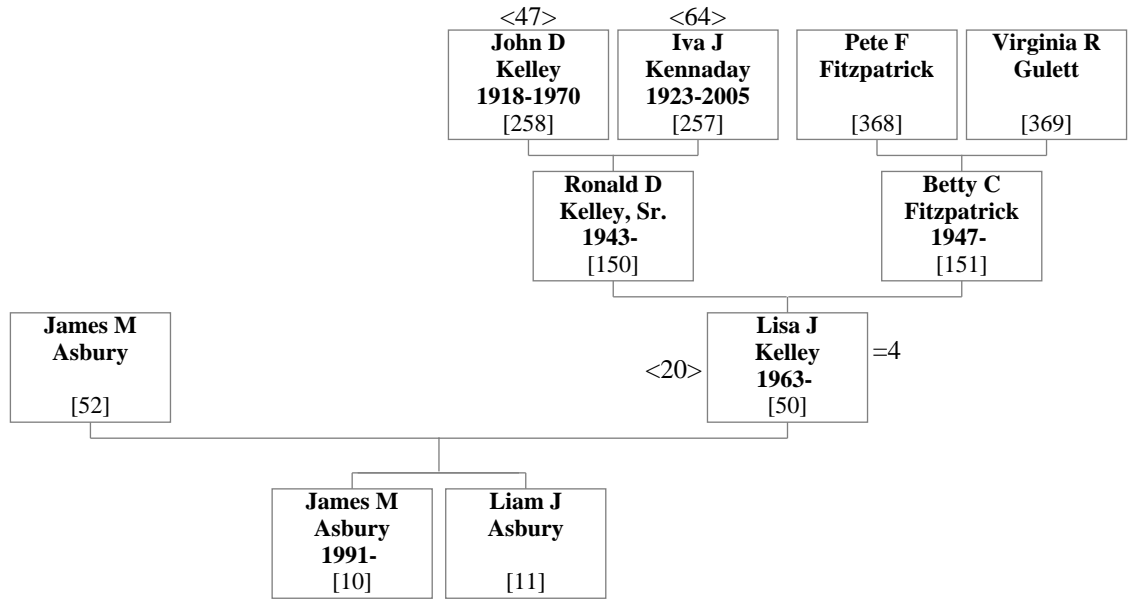 <47>
John D
Kelley
1918-1970
[258]
<64>
Iva J
Kennaday
1923-2005
[257]
Pete F
Fitzpatrick
[368]
Virginia R
Gulett
[369]
Ronald D
Kelley, Sr.
1943-
[150]
Betty C
Fitzpatrick
1947-
[151]
James M
Asbury
[52]
<20>
Lisa J
Kelley
1963-
[50]
=4
James M
Asbury
1991-
[10]
Liam J
Asbury
[11]